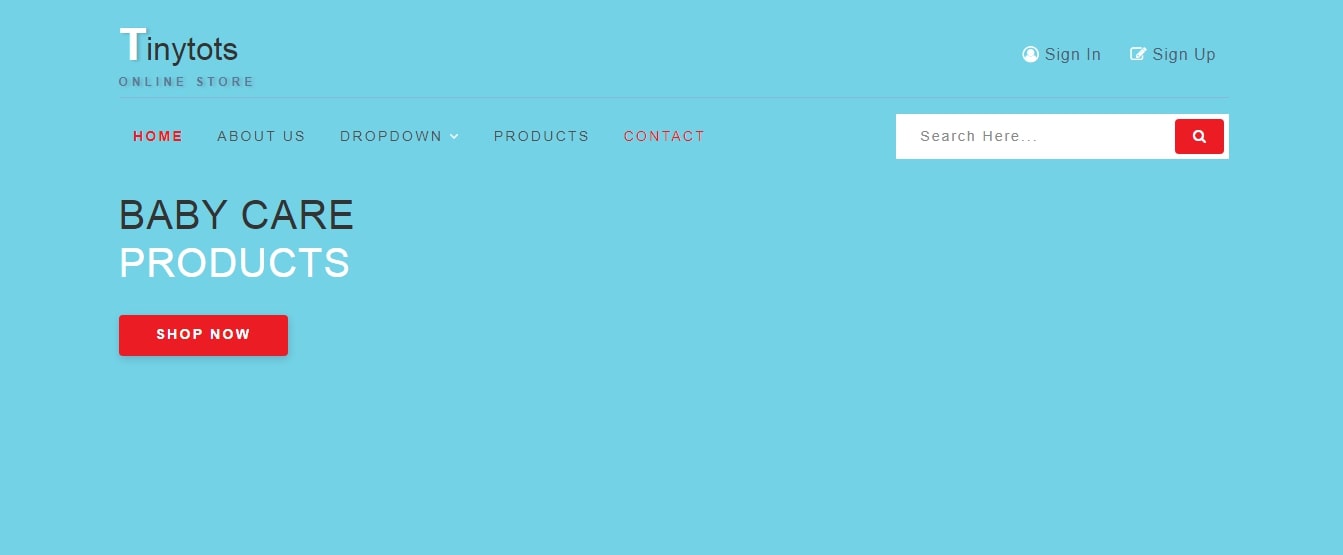 Tinytots
ONLINE STORE
Sign In Sign Up
HOME ABOUT US DROPDOWN PRODUCTS CONTACT
Search Here...
BABY CARE
PRODUCTS
SHOP NOW